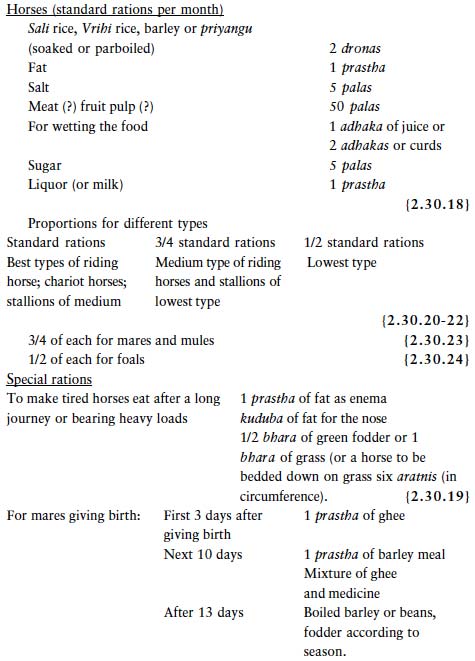 Horses (standard rations per month)
Sali rice, Vrihi rice, barley or priyangu
(soaked or parboiled) 2 dronas
Fat 1 prastha
Salt 5 palas
Meat (?) fruit pulp (?) 50 palas
For wetting the food 1 adhaka of juice or
2 adhakas or curds
Sugar 5 palas
Liquor (or milk) 1 prastha
{2.30.18}
Proportions for different types
Standard rations 3/4 standard rations 1/2 standard rations
Best types of riding Medium type of riding Lowest type
horse; chariot horses; horses and stallions of
stallions of medium lowest type
{2.30.20-22}
3/4 of each for mares and mules {2.30.23}
1/2 of each for foals {2.30.24}
Special rations
To make tired horses eat after a long 1 prastha of fat as enema
journey or bearing heavy loads kuduba of fat for the nose
1/2 bhara of green fodder or 1
bhara of grass (or a horse to be
bedded down on grass six aratnis (in
circumference). {2.30.19}
For mares giving birth: First 3 days after 1 prastha of ghee
giving birth
Next 10 days 1 prastha of barley meal
Mixture of ghee
and medicine
After 13 days Boiled barley or beans,
fodder according to
season.